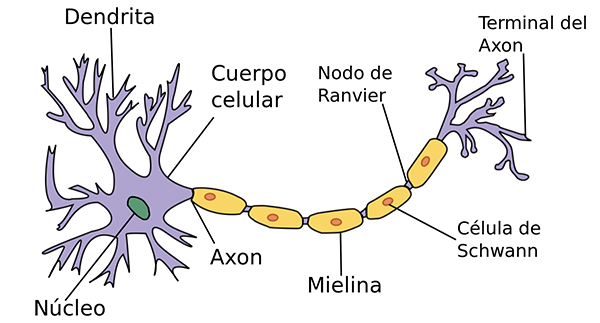 Dendrita
Terminal del
Axon
Cuerpo
celular
Nodo de
Ranvier
Axon
Célula de
Schwann
Mielina
Núcleo